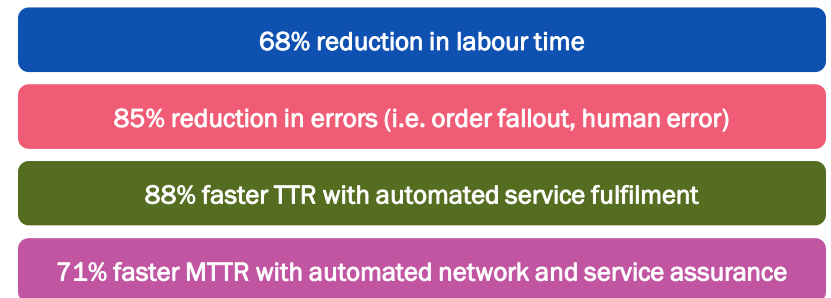 68% reduction in labour time
85% reduction in errors (i.e. order fallout, human error)
88% faster TTR with automated service fulfilment
71% faster MTTR with automated network and service assurance